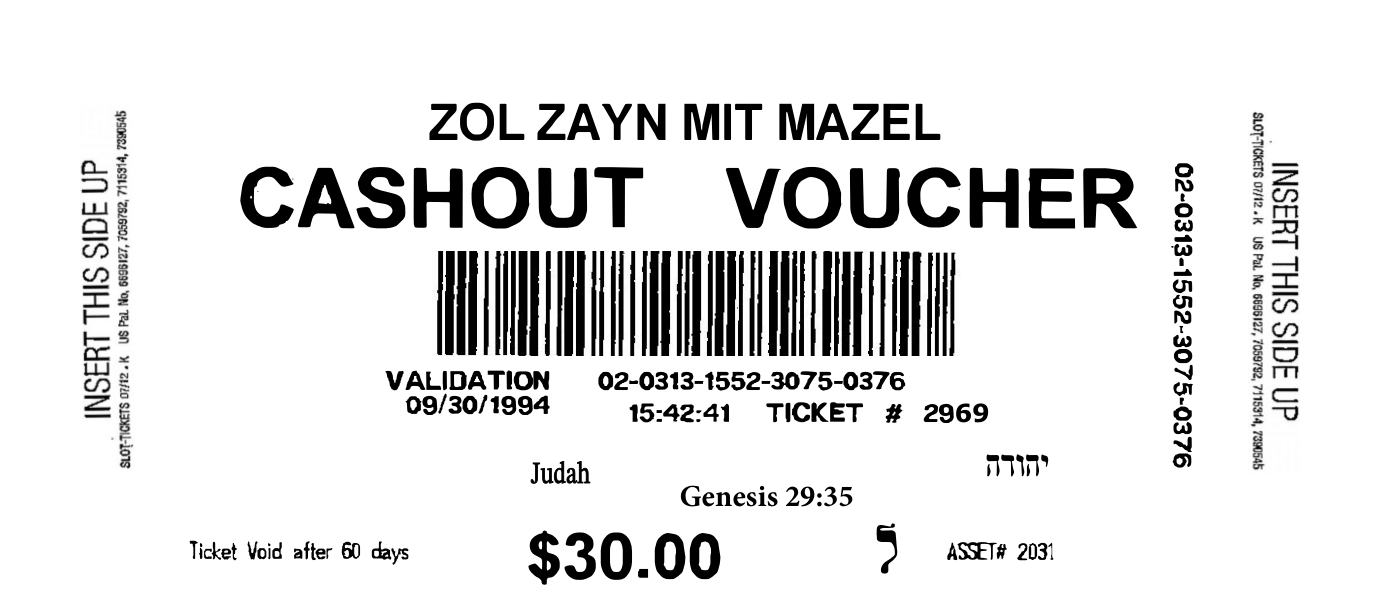 INSERT THIS SIDE UP
SLOT-TICKETS 07/12 - K US Pat. No. 6696127, 7059792, 7115314, 7390545
ZOL ZAYN MIT MAZEL
CASHOUT VOUCHER
VALIDATION 02-0313-1552-3075-0376
09/30/1994 15:42:41 TICKET # 2969
Judah יהודה
Genesis 29:35
Ticket Void after 60 days $30.00 ל ASSET# 2031
02-0313-1552-3075-0376
SLOT-TICKETS 07/12 - K US Pat. No. 6696127, 7059792, 7115314, 7390545
INSERT THIS SIDE UP